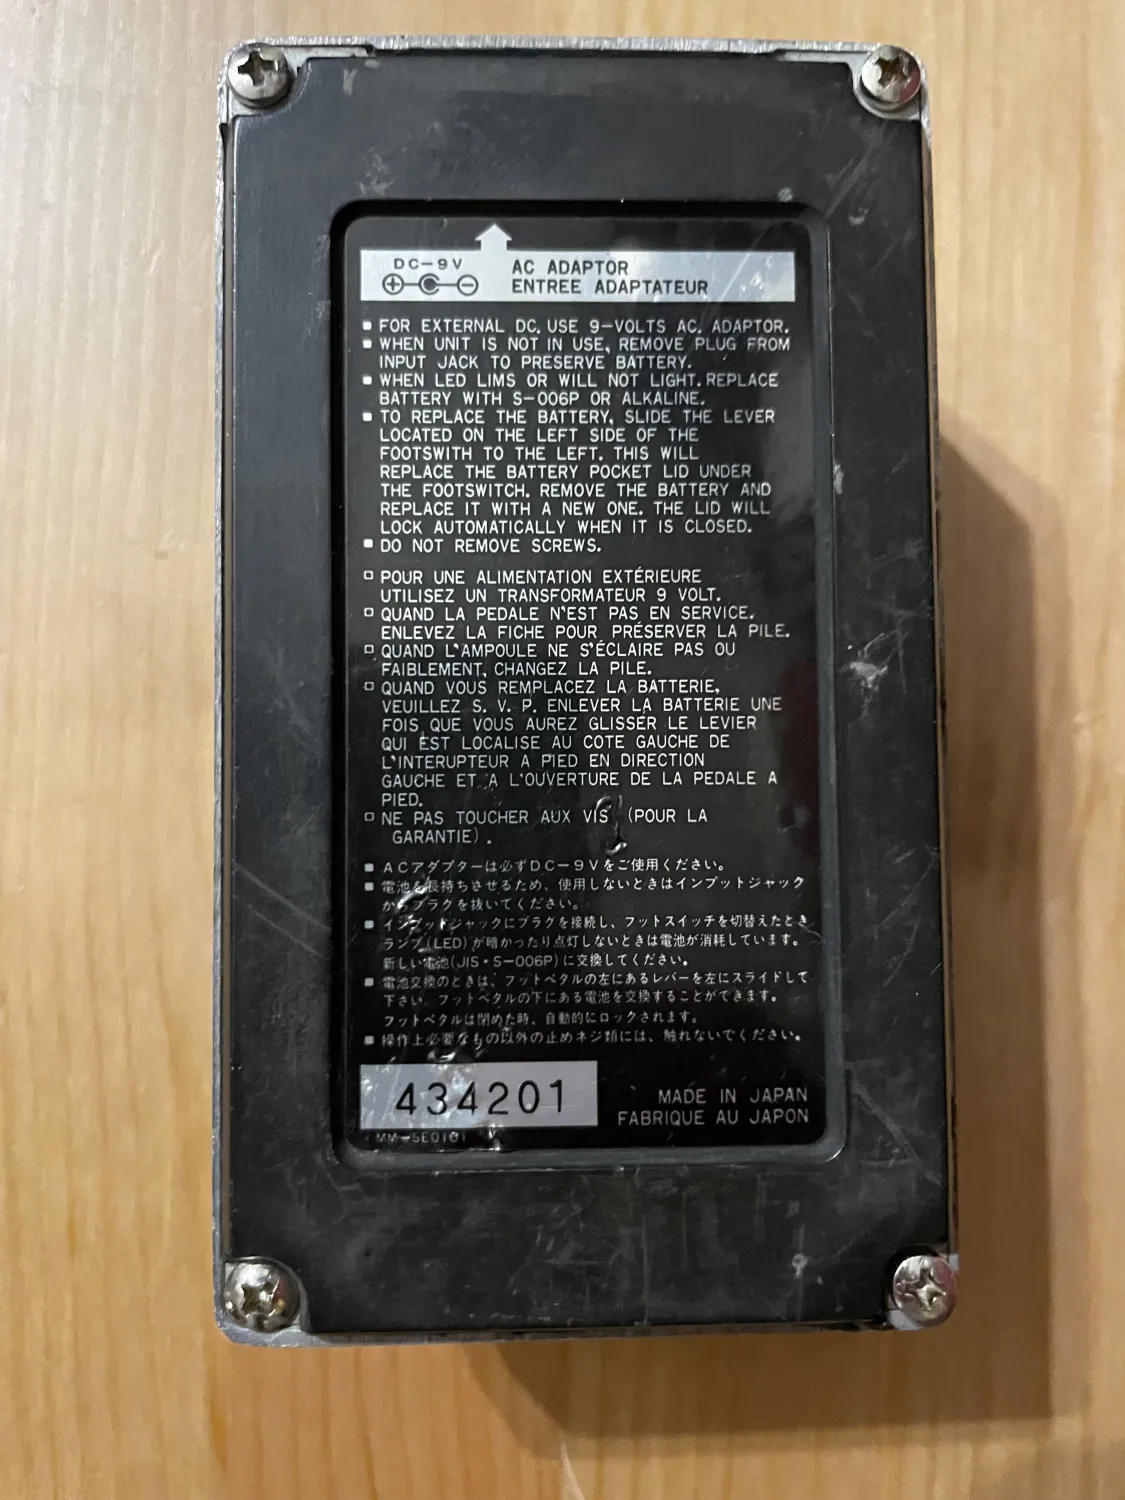 DC-9V
AC ADAPTOR
ENTREE ADAPTATEUR
FOR EXTERNAL DC. USE 9-VOLTS AC. ADAPTOR.
WHEN UNIT IS NOT IN USE, REMOVE PLUG FROM
INPUT JACK TO PRESERVE BATTERY.
WHEN LED LIMS OR WILL NOT LIGHT. REPLACE
BATTERY WITH S-006P OR ALKALINE.
TO REPLACE THE BATTERY, SLIDE THE LEVER
LOCATED ON THE LEFT SIDE OF THE
FOOTSWITH TO THE LEFT. THIS WILL
REPLACE THE BATTERY POCKET LID UNDER
THE FOOTSWITCH. REMOVE THE BATTERY AND
REPLACE IT WITH A NEW ONE. THE LID WILL
LOCK AUTOMATICALLY WHEN IT IS CLOSED.
DO NOT REMOVE SCREWS.
POUR UNE ALIMENTATION EXTÉRIEURE
UTILISEZ UN TRANSFORMATEUR 9 VOLT.
QUAND LA PEDALE N'EST PAS EN SERVICE.
ENLEVEZ LA FICHE POUR PRÉSERVER LA PILE.
QUAND L'AMPOULE NE S'ÉCLAIRE PAS OU
FAIBLEMENT, CHANGEZ LA PILE.
QUAND VOUS REMPLACEZ LA BATTERIE,
VEUILLEZ S. V. P. ENLEVER LA BATTERIE UNE
FOIS QUE VOUS AUREZ GLISSER LE LEVIER
QUI EST LOCALISE AU COTE GAUCHE DE
L'INTERUPTEUR A PIED EN DIRECTION
GAUCHE ET A L'OUVERTURE DE LA PEDALE A
PIED.
NE PAS TOUCHER AUX VIS (POUR LA
GARANTIE).
ACアダプターは必ずDC-9Vをご使用ください。
電池を長持ちさせるため、使用しないときはインプットジャック
からプラグを抜いてください。
インプットジャックにプラグを接続し、フットスイッチを切替えたとき
ランプ(LED)が暗かったり点灯しないときは電池が消耗しています。
新しい電池(JIS・S-006P)に交換してください。
電池交換のときは、フットペタルの左にあるレバーを左にスライドして
下さい、フットペタルの下にある電池を交換することができます。
フットペタルは閉めた時、自動的にロックされます。
操作上必要なもの以外の止めネジ類には、触れないでください。
434201
MADE IN JAPAN
FABRIQUE AU JAPON
MM-SE0101